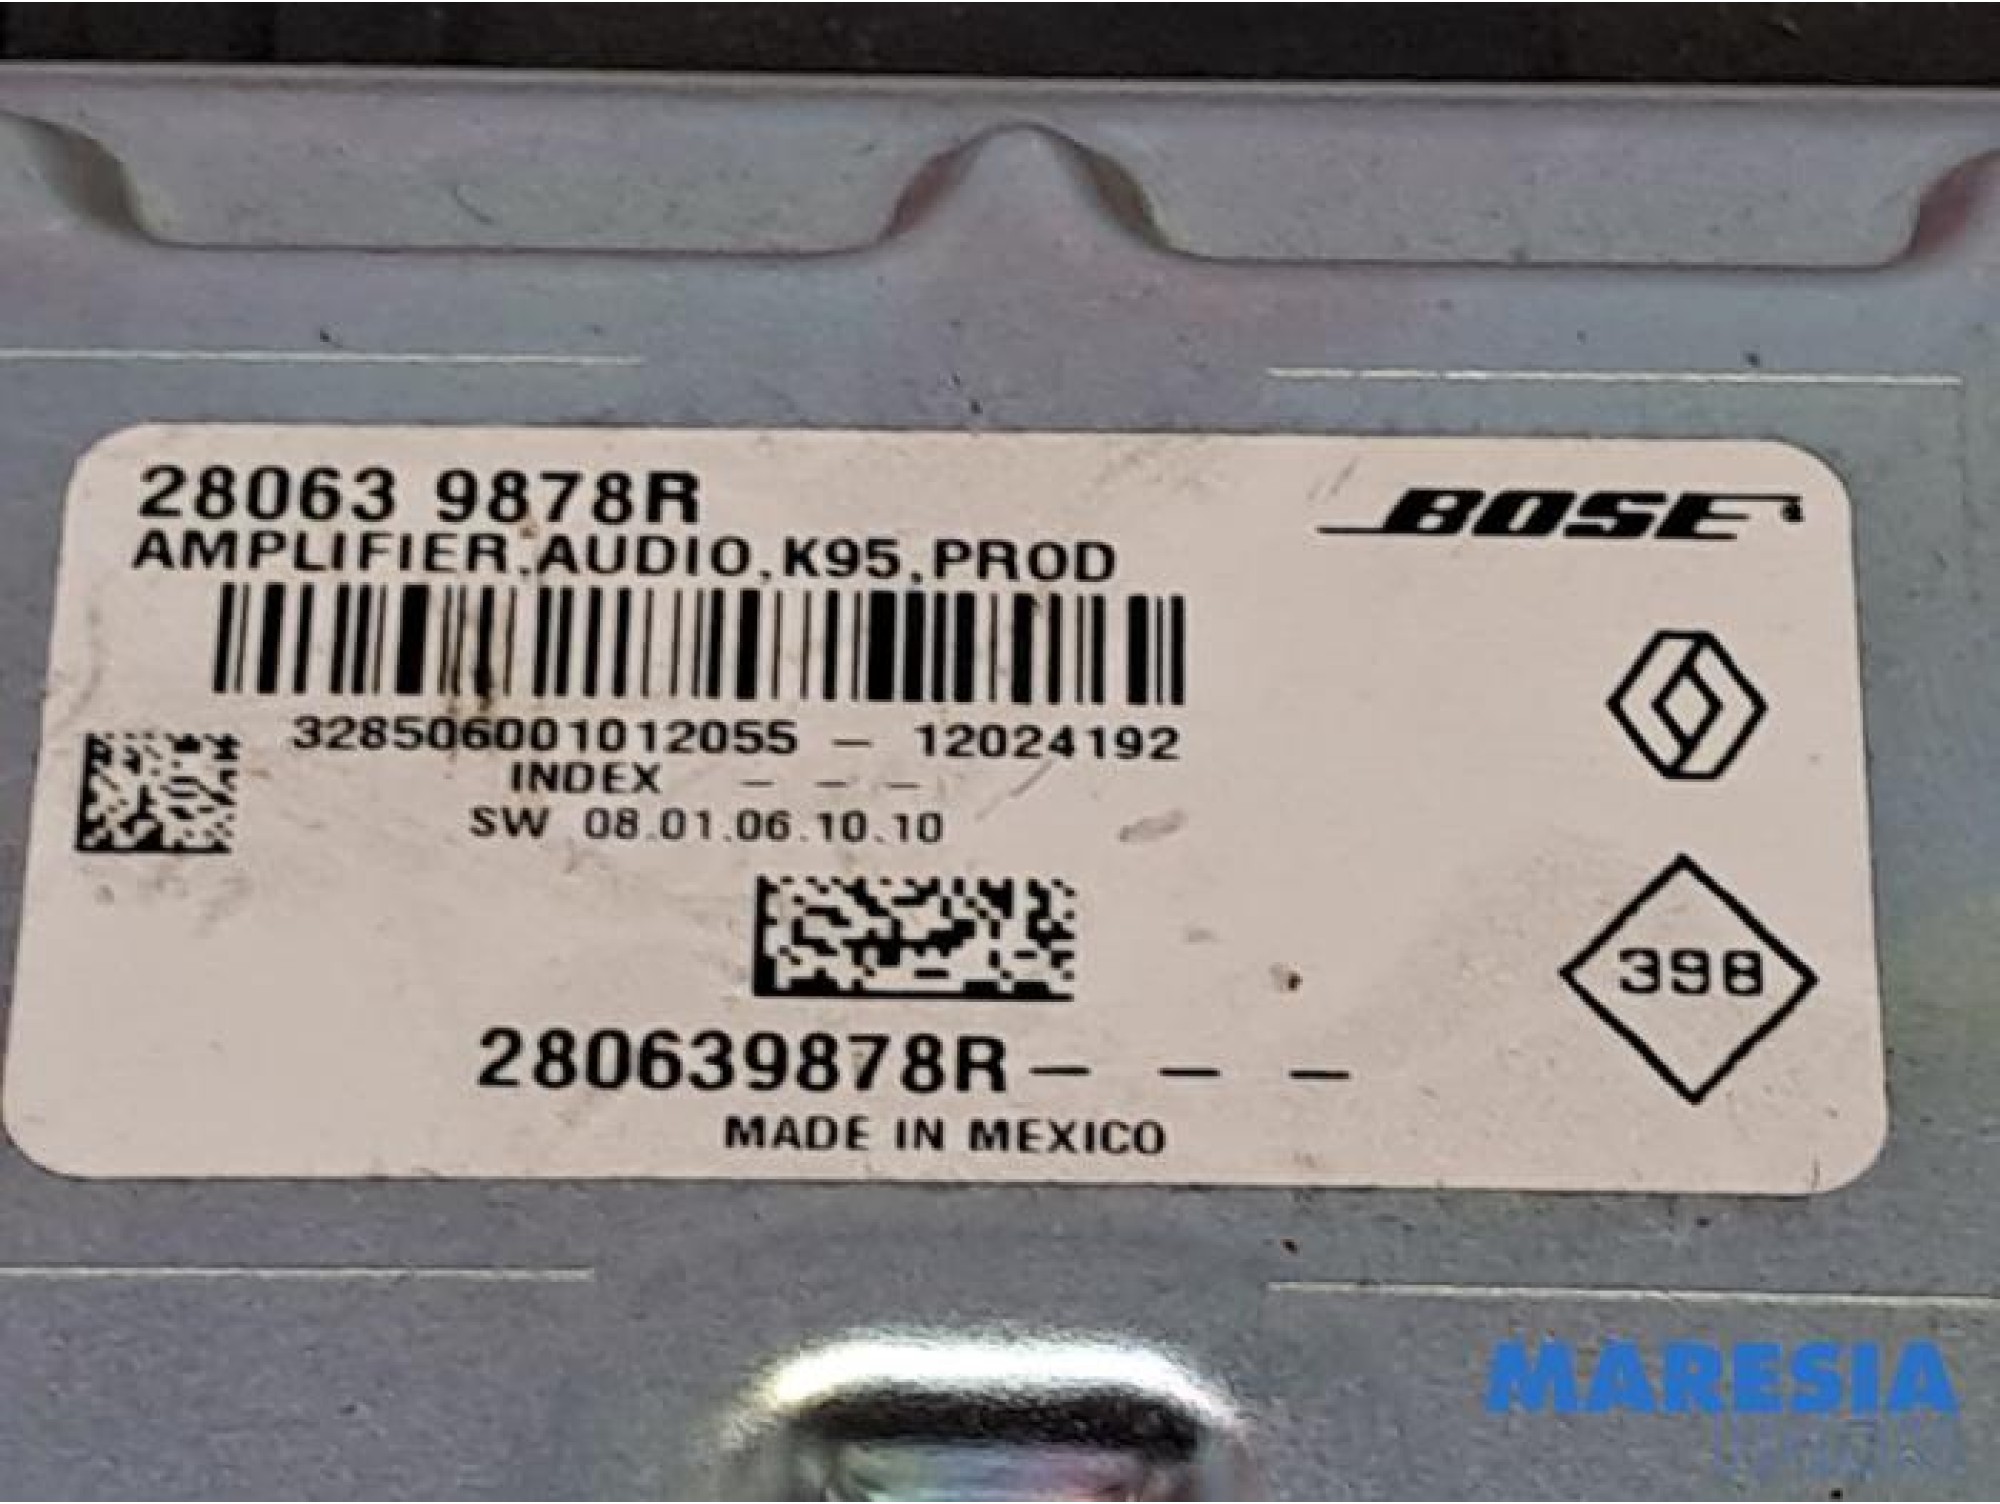 28063 9878R
BOSE
AMPLIFIER,AUDIO,K95,PROD
328506001012055 - 12024192
INDEX - - -
SW 08.01.06.10.10
398
280639878R- - -
MADE IN MEXICO
MARESIA